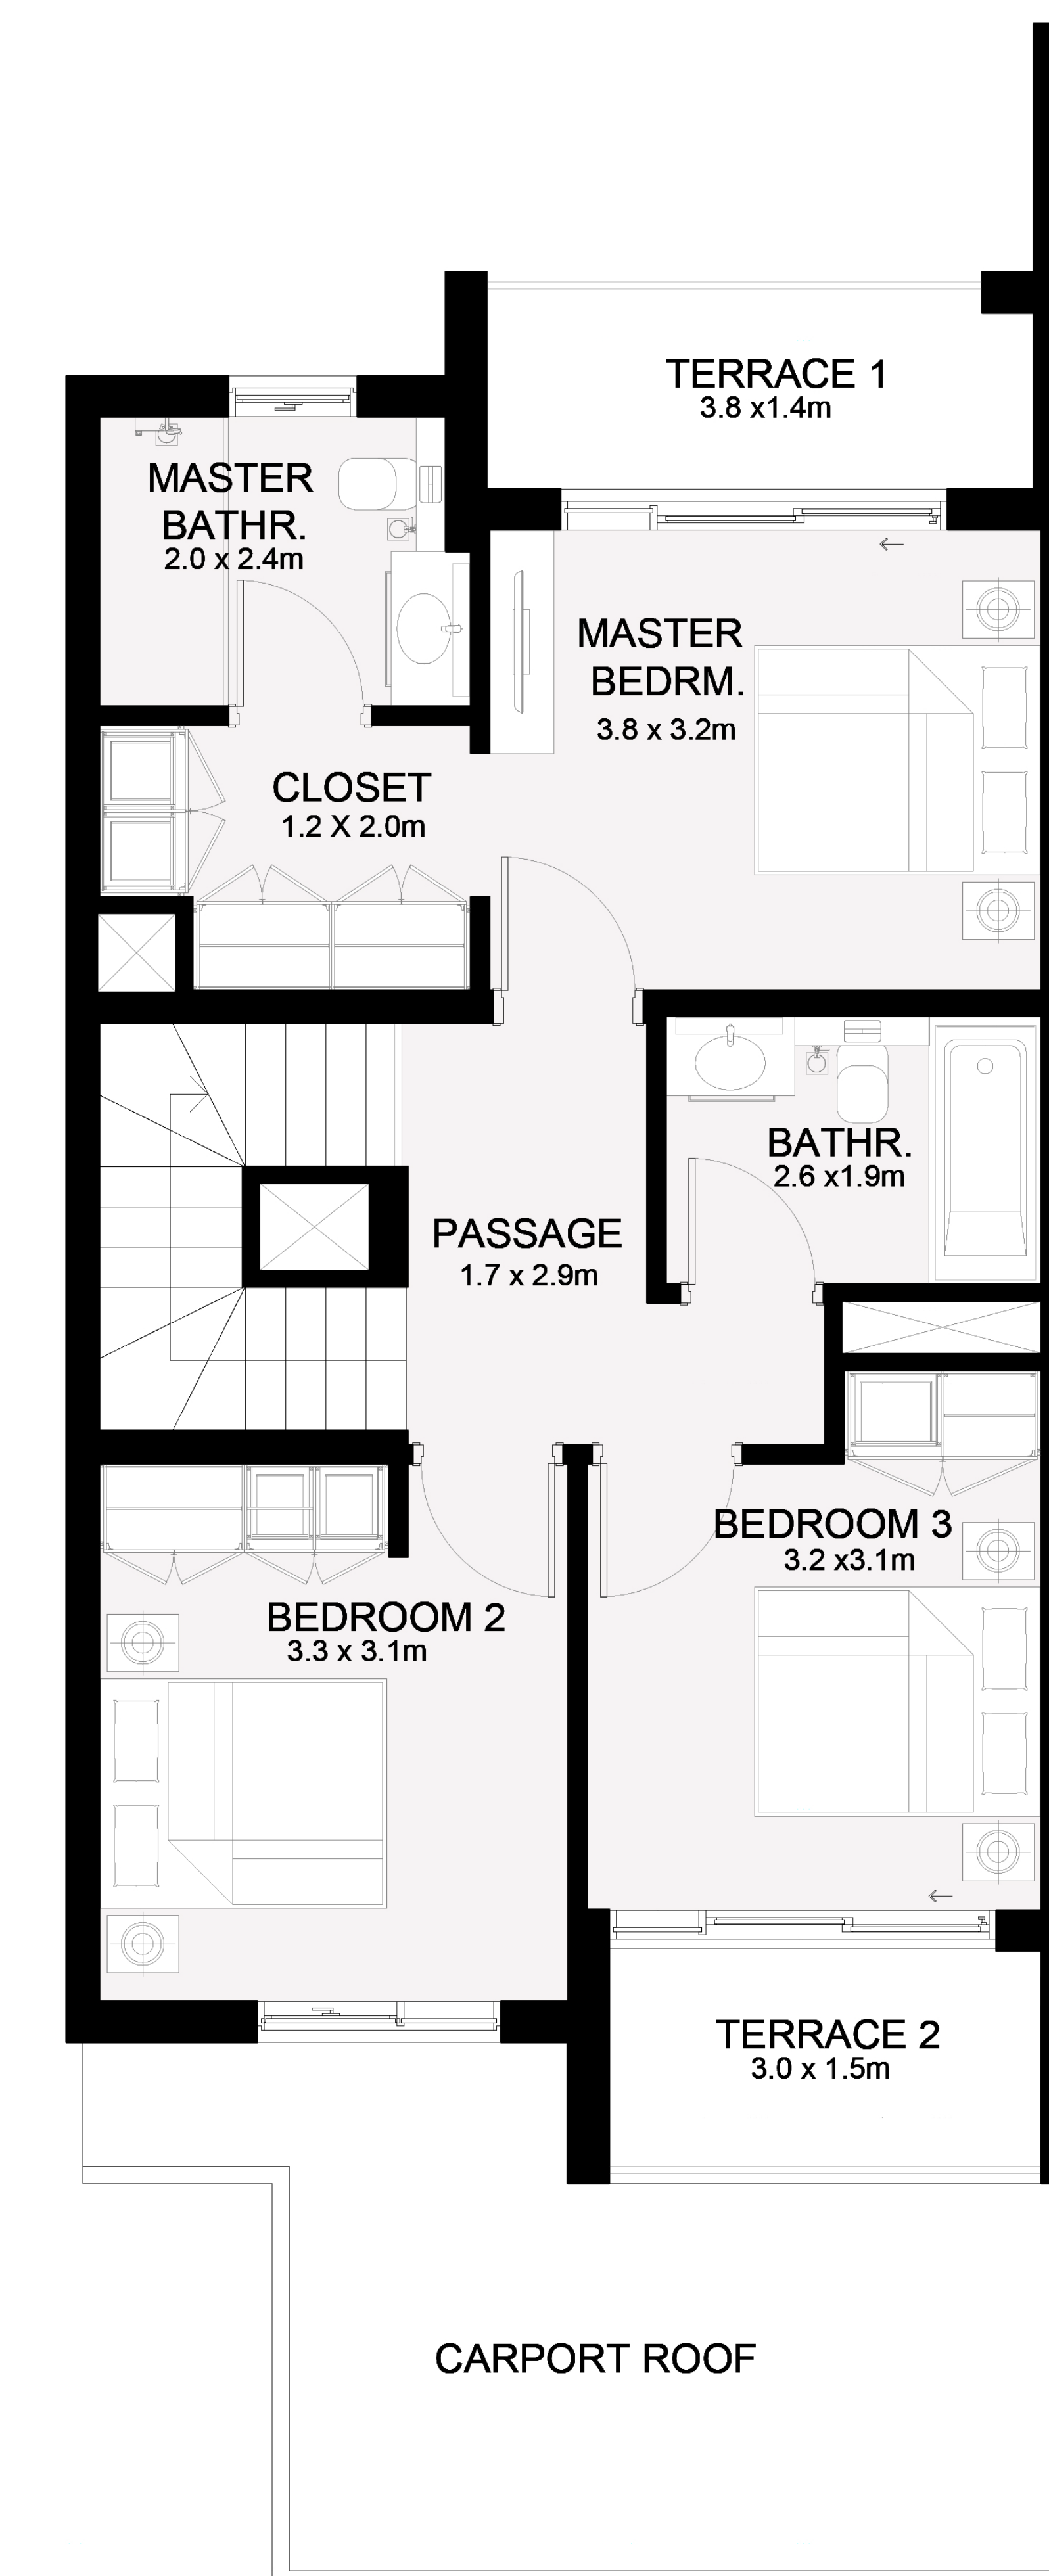 TERRACE 1
3.8 x1.4m
MASTER
BATHR.
2.0 x 2.4m
MASTER
BEDRM.
3.8 x 3.2m
CLOSET
1.2 X 2.0m
BATHR.
2.6 x1.9m
PASSAGE
1.7 x 2.9m
BEDROOM 3
3.2 x3.1m
BEDROOM 2
3.3 x 3.1m
TERRACE 2
3.0 x 1.5m
CARPORT ROOF